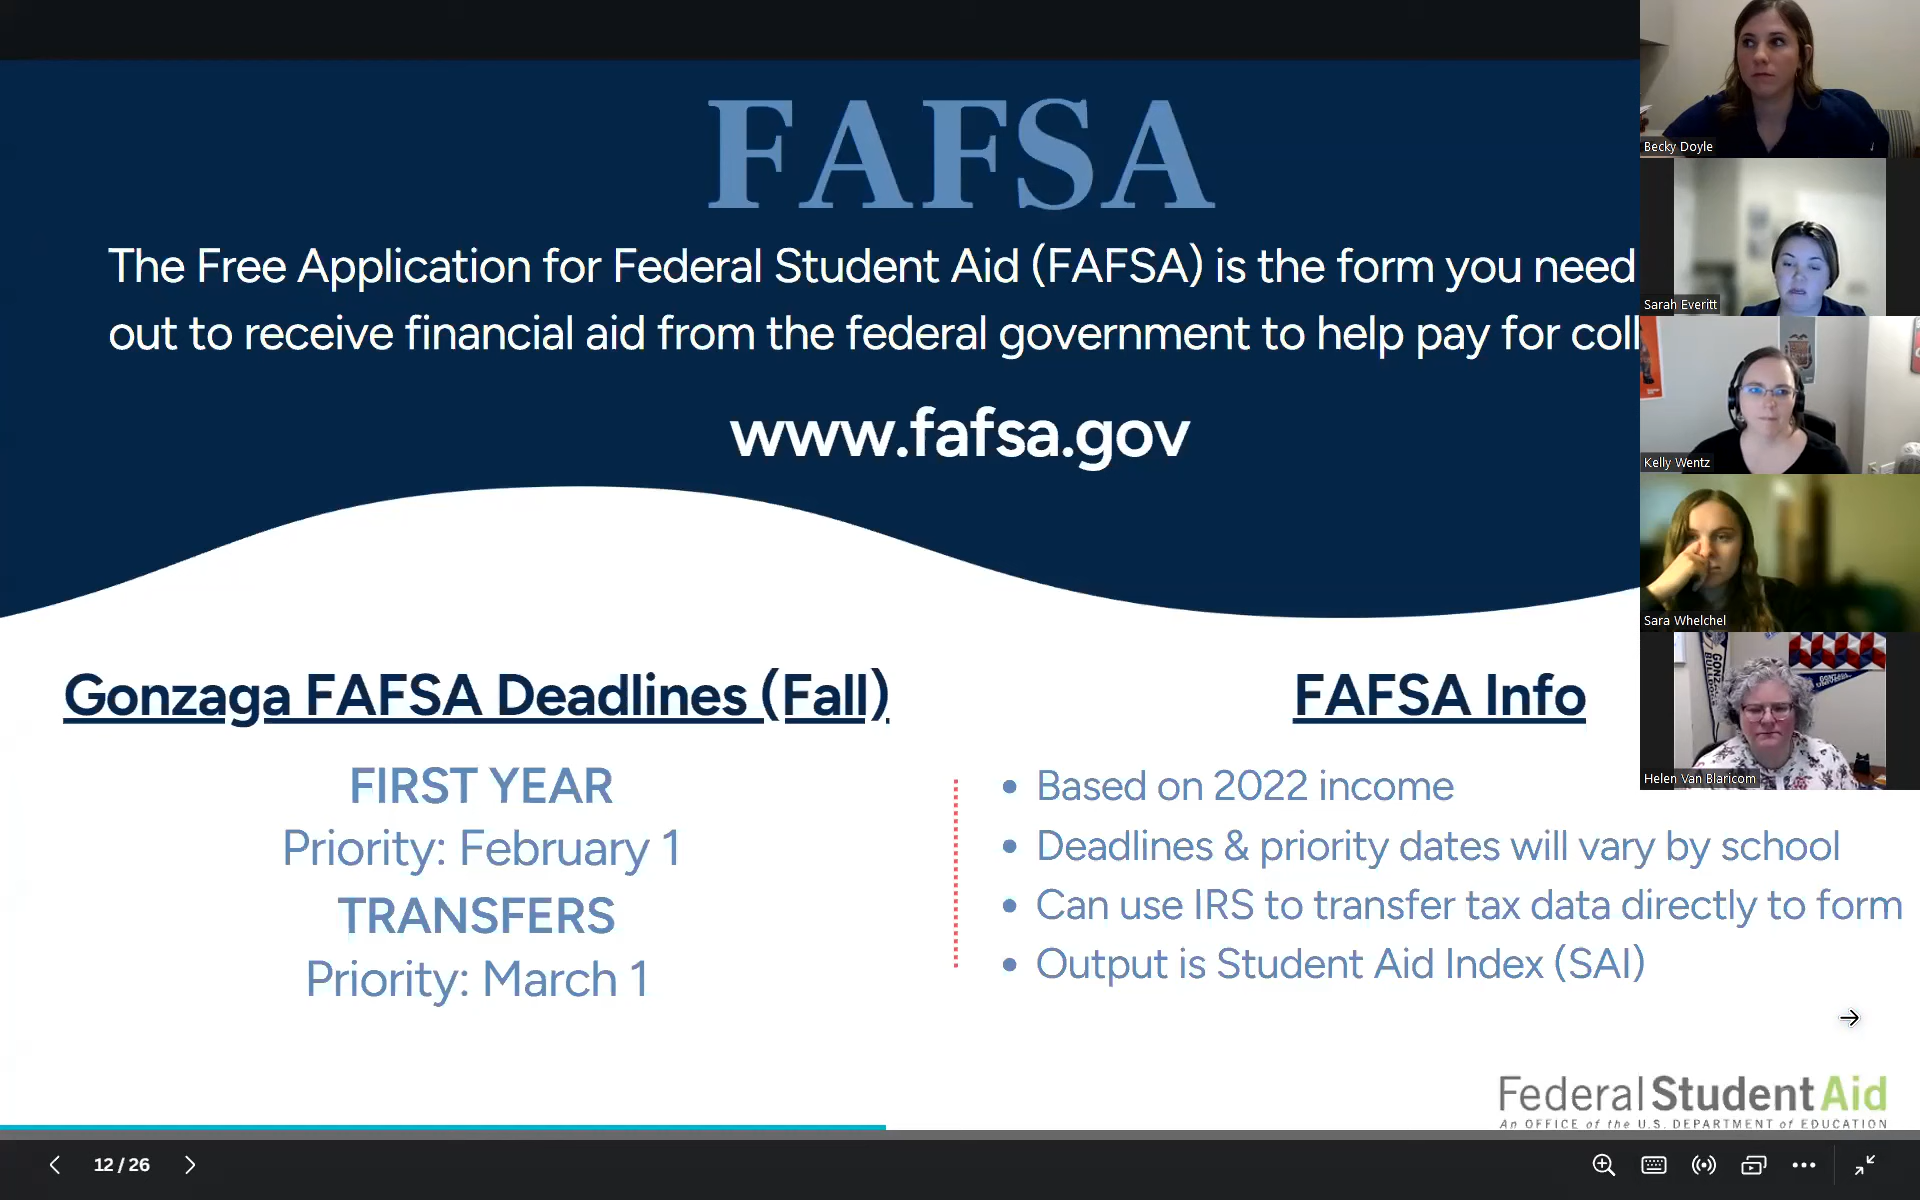 FAFSA
The Free Application for Federal Student Aid (FAFSA) is the form you need
out to receive financial aid from the federal government to help pay for coll
www.fafsa.gov
Gonzaga FAFSA Deadlines (Fall)
FIRST YEAR
Priority: February 1
TRANSFERS
Priority: March 1
FAFSA Info
• Based on 2022 income
• Deadlines & priority dates will vary by school
• Can use IRS to transfer tax data directly to form
• Output is Student Aid Index (SAI)
Federal Student Aid
An OFFICE of the U.S. DEPARTMENT of EDUCATION
12 / 26
Becky Doyle
Sarah Everitt
Kelly Wentz
Sara Whelchel
Helen Van Blaricom